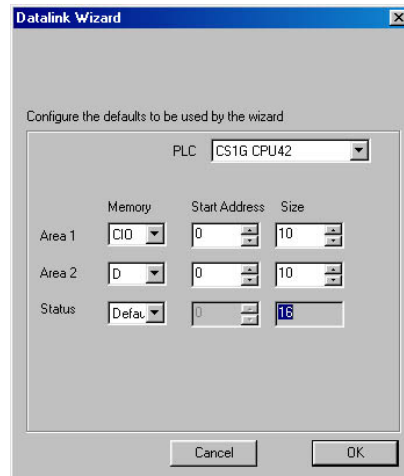 Datalink Wizard
Configure the defaults to be used by the wizard
PLC CS1G CPU42
Memory Start Address Size
Area 1 CIO 0 10
Area 2 D 0 10
Status Defau 0 16
Cancel OK